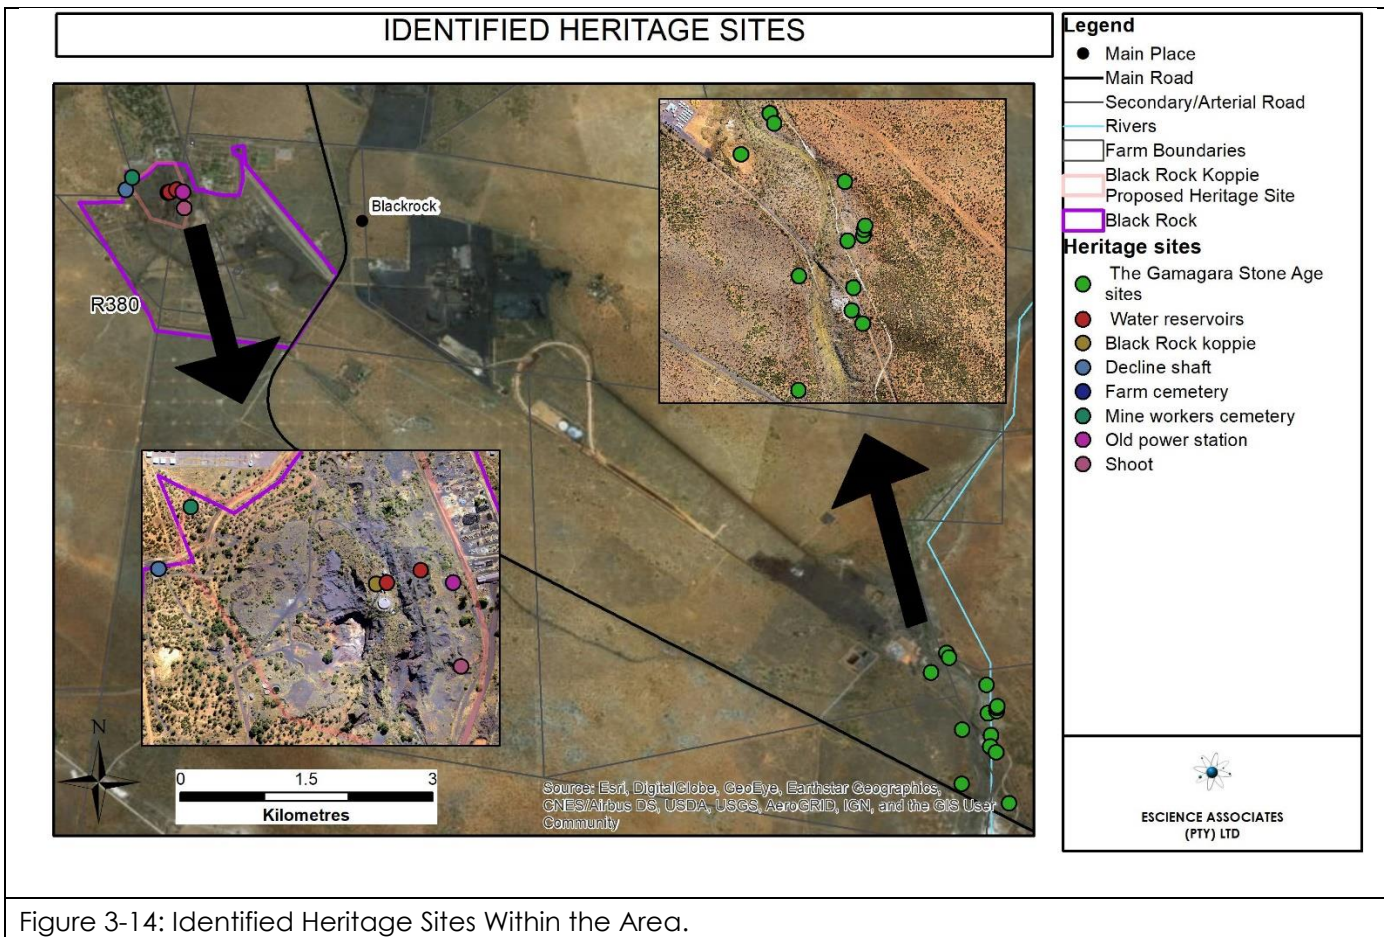 IDENTIFIED HERITAGE SITES
Blackrock
R380
N
0 1.5 3
Kilometres
Source: Esri, DigitalGlobe, GeoEye, Earthstar Geographics,
CNES/Airbus DS, USDA, USGS, AeroGRID, IGN, and the GIS User
Community
Legend
Main Place
Main Road
Secondary/Arterial Road
Rivers
Farm Boundaries
Black Rock Koppie
Proposed Heritage Site
Black Rock
Heritage sites
The Gamagara Stone Age
sites
Water reservoirs
Black Rock koppie
Decline shaft
Farm cemetery
Mine workers cemetery
Old power station
Shoot
ESCIENCE ASSOCIATES
(PTY) LTD
Figure 3-14: Identified Heritage Sites Within the Area.